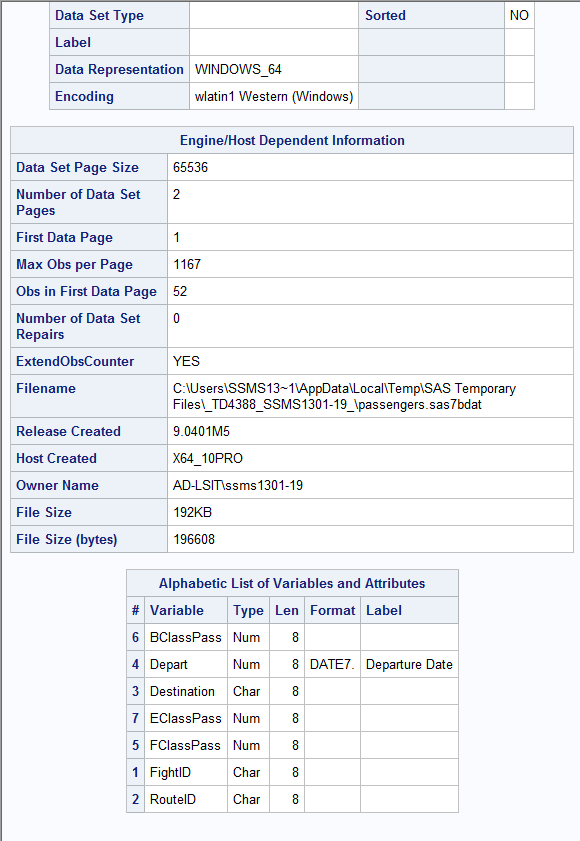 Data Set Type Sorted NO
Label
Data Representation WINDOWS_64
Encoding wlatin1 Western (Windows)
Engine/Host Dependent Information
Data Set Page Size 65536
Number of Data Set 2
Pages
First Data Page 1
Max Obs per Page 1167
Obs in First Data Page 52
Number of Data Set 0
Repairs
ExtendObsCounter YES
Filename C:\Users\SSMS13~1\AppData\Local\Temp\SAS Temporary
Files\_TD4388_SSMS1301-19_\passengers.sas7bdat
Release Created 9.0401M5
Host Created X64_10PRO
Owner Name AD-LSIT\ssms1301-19
File Size 192KB
File Size (bytes) 196608
Alphabetic List of Variables and Attributes
# Variable Type Len Format Label
6 BClassPass Num 8
4 Depart Num 8 DATE7. Departure Date
3 Destination Char 8
7 EClassPass Num 8
5 FClassPass Num 8
1 FightID Char 8
2 RouteID Char 8